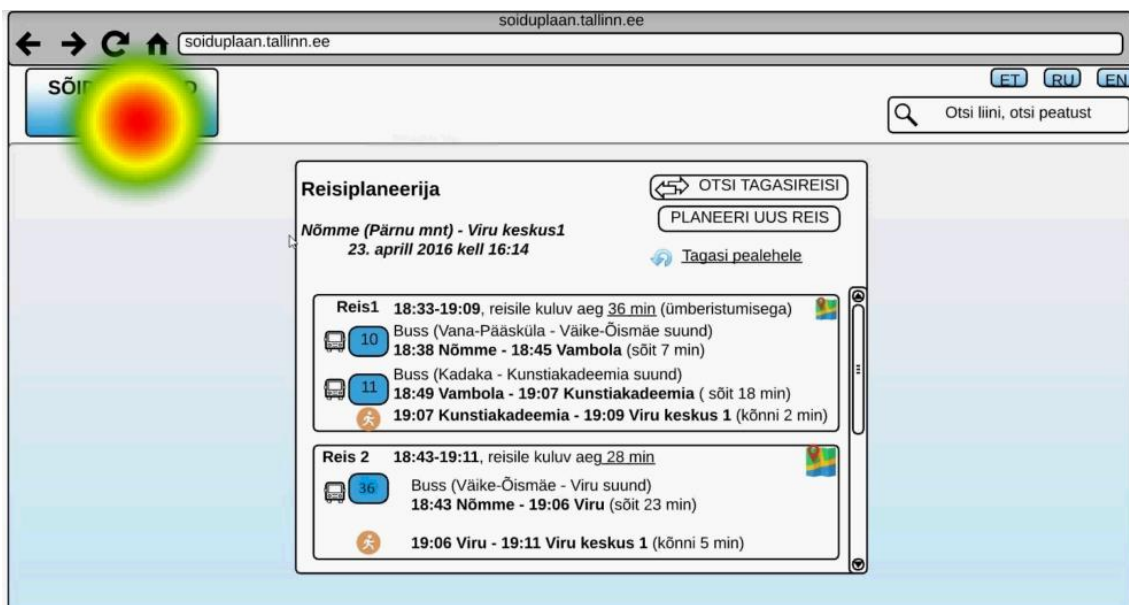 soiduplaan.tallinn.ee
soiduplaan.tallinn.ee
ET RU EN
Otsi liini, otsi peatust
Reisiplaneerija
OTSI TAGASIREISI
PLANEERI UUS REIS
Nõmme (Pärnu mnt) - Viru keskus1
23. aprill 2016 kell 16:14
Tagasi pealehele
Reis1 18:33-19:09, reisile kuluv aeg 36 min (ümberistumisega)
10 Buss (Vana-Pääsküla - Väike-Õismäe suund)
18:38 Nõmme - 18:45 Vambola (sõit 7 min)
11 Buss (Kadaka - Kunstiakadeemia suund)
18:49 Vambola - 19:07 Kunstiakadeemia ( sõit 18 min)
19:07 Kunstiakadeemia - 19:09 Viru keskus 1 (kõnni 2 min)
Reis 2 18:43-19:11, reisile kuluv aeg 28 min
36 Buss (Väike-Õismäe - Viru suund)
18:43 Nõmme - 19:06 Viru (sõit 23 min)
19:06 Viru - 19:11 Viru keskus 1 (kõnni 5 min)